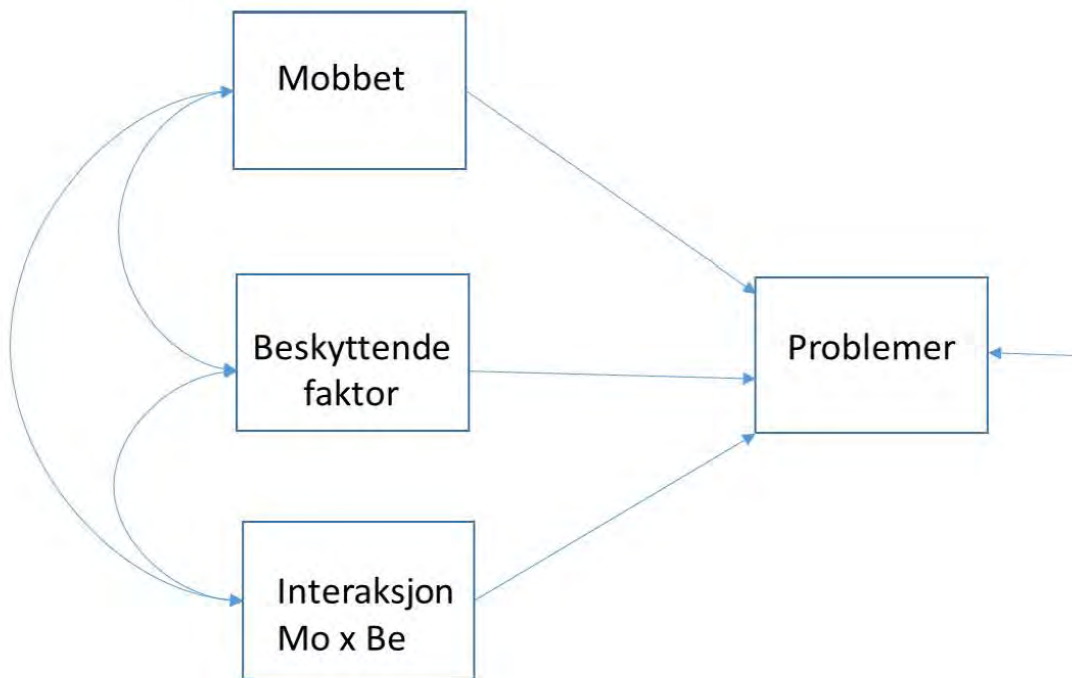 Mobbet
Beskyttende
faktor
Problemer
Interaksjon
Mo x Be